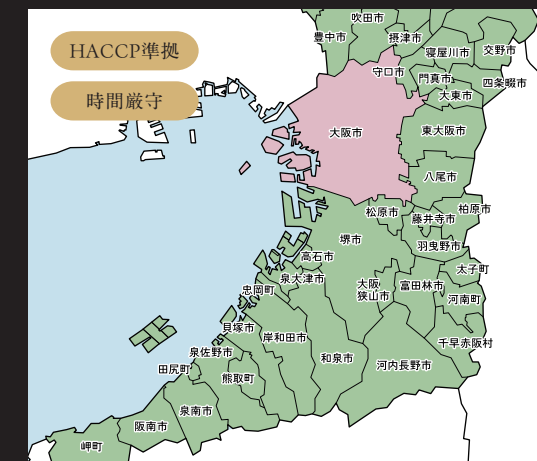 HACCP準拠
時間厳守
吹田市
豊中市
摂津市
寝屋川市
交野市
守口市
門真市
四条畷市
大東市
大阪市
東大阪市
八尾市
松原市
藤井寺市
柏原市
堺市
羽曳野市
高石市
太子町
泉大津市
大阪
狭山市
富田林市
忠岡町
河南町
貝塚市
岸和田市
千早赤阪村
泉佐野市
和泉市
河内長野市
田尻町
熊取町
泉南市
阪南市
岬町